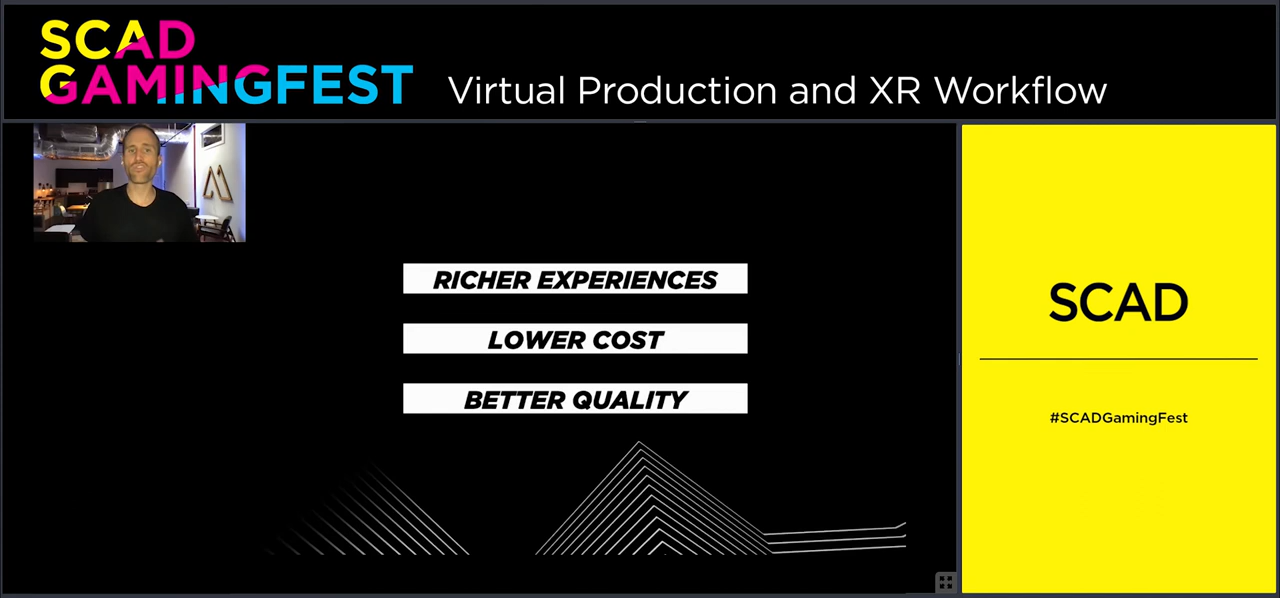 SCAD
GAMINGFEST
Virtual Production and XR Workflow
RICHER EXPERIENCES
LOWER COST
BETTER QUALITY
SCAD
#SCADGamingFest